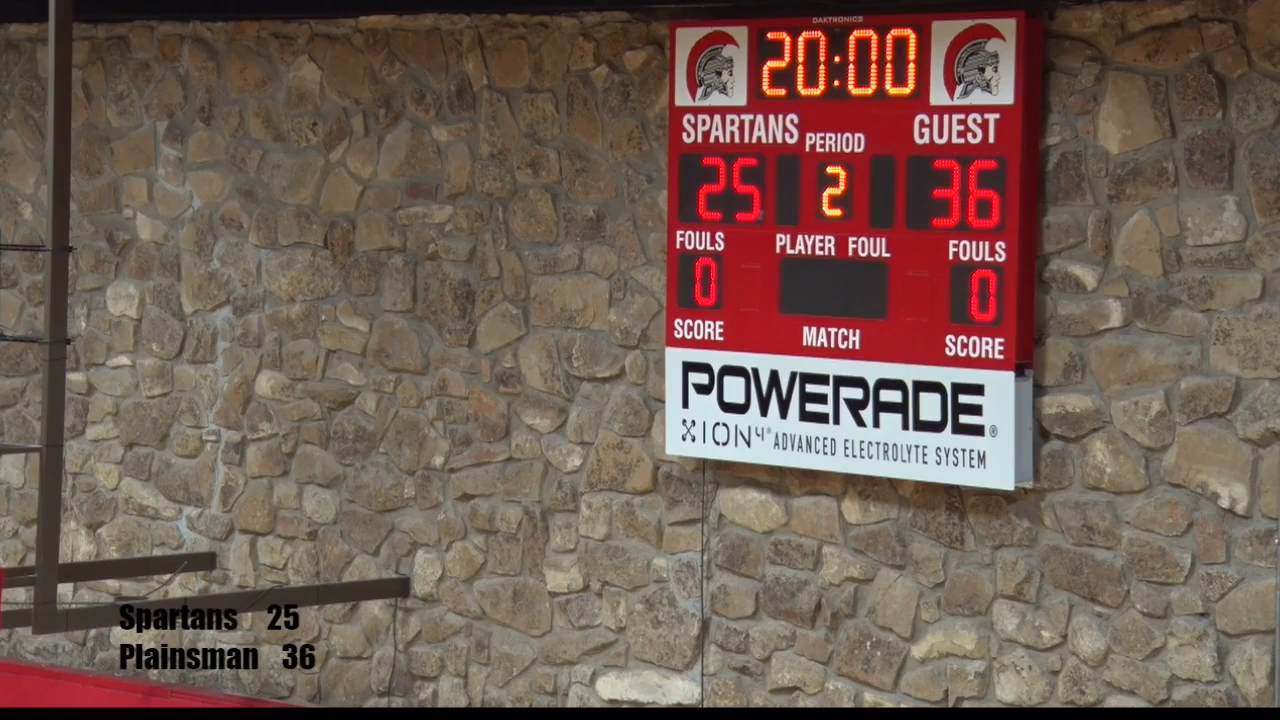 DAKTRONICS
20:00
SPARTANS PERIOD GUEST
25 2 36
FOULS PLAYER FOUL FOULS
0 0
SCORE MATCH SCORE
POWERADE®
ION4® ADVANCED ELECTROLYTE SYSTEM
Spartans 25
Plainsman 36